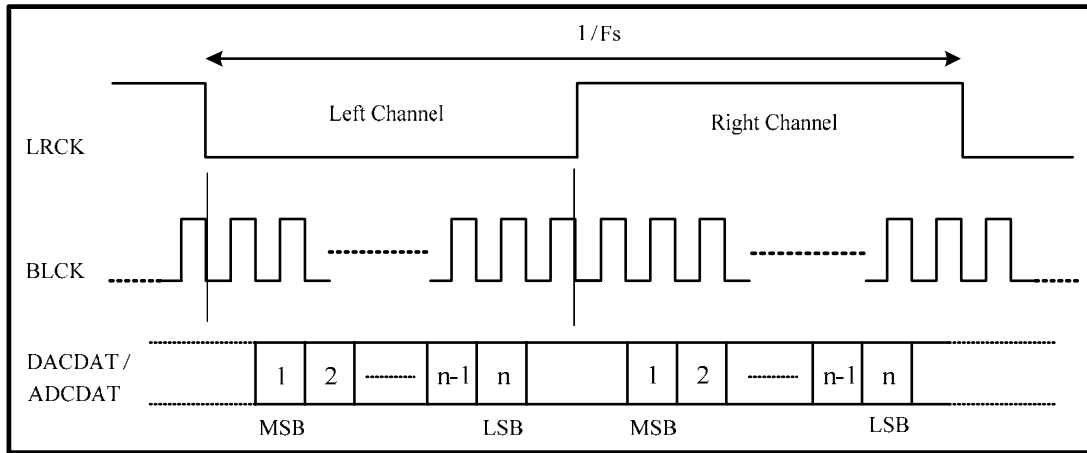 1/Fs
LRCK
Left Channel
Right Channel
BLCK
DACDAT /
ADCDAT
1 2 n-1 n 1 2 n-1 n
MSB LSB MSB LSB